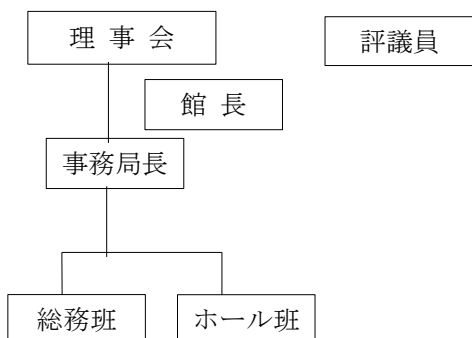 理 事 会
評議員
館 長
事務局長
総務班
ホール班